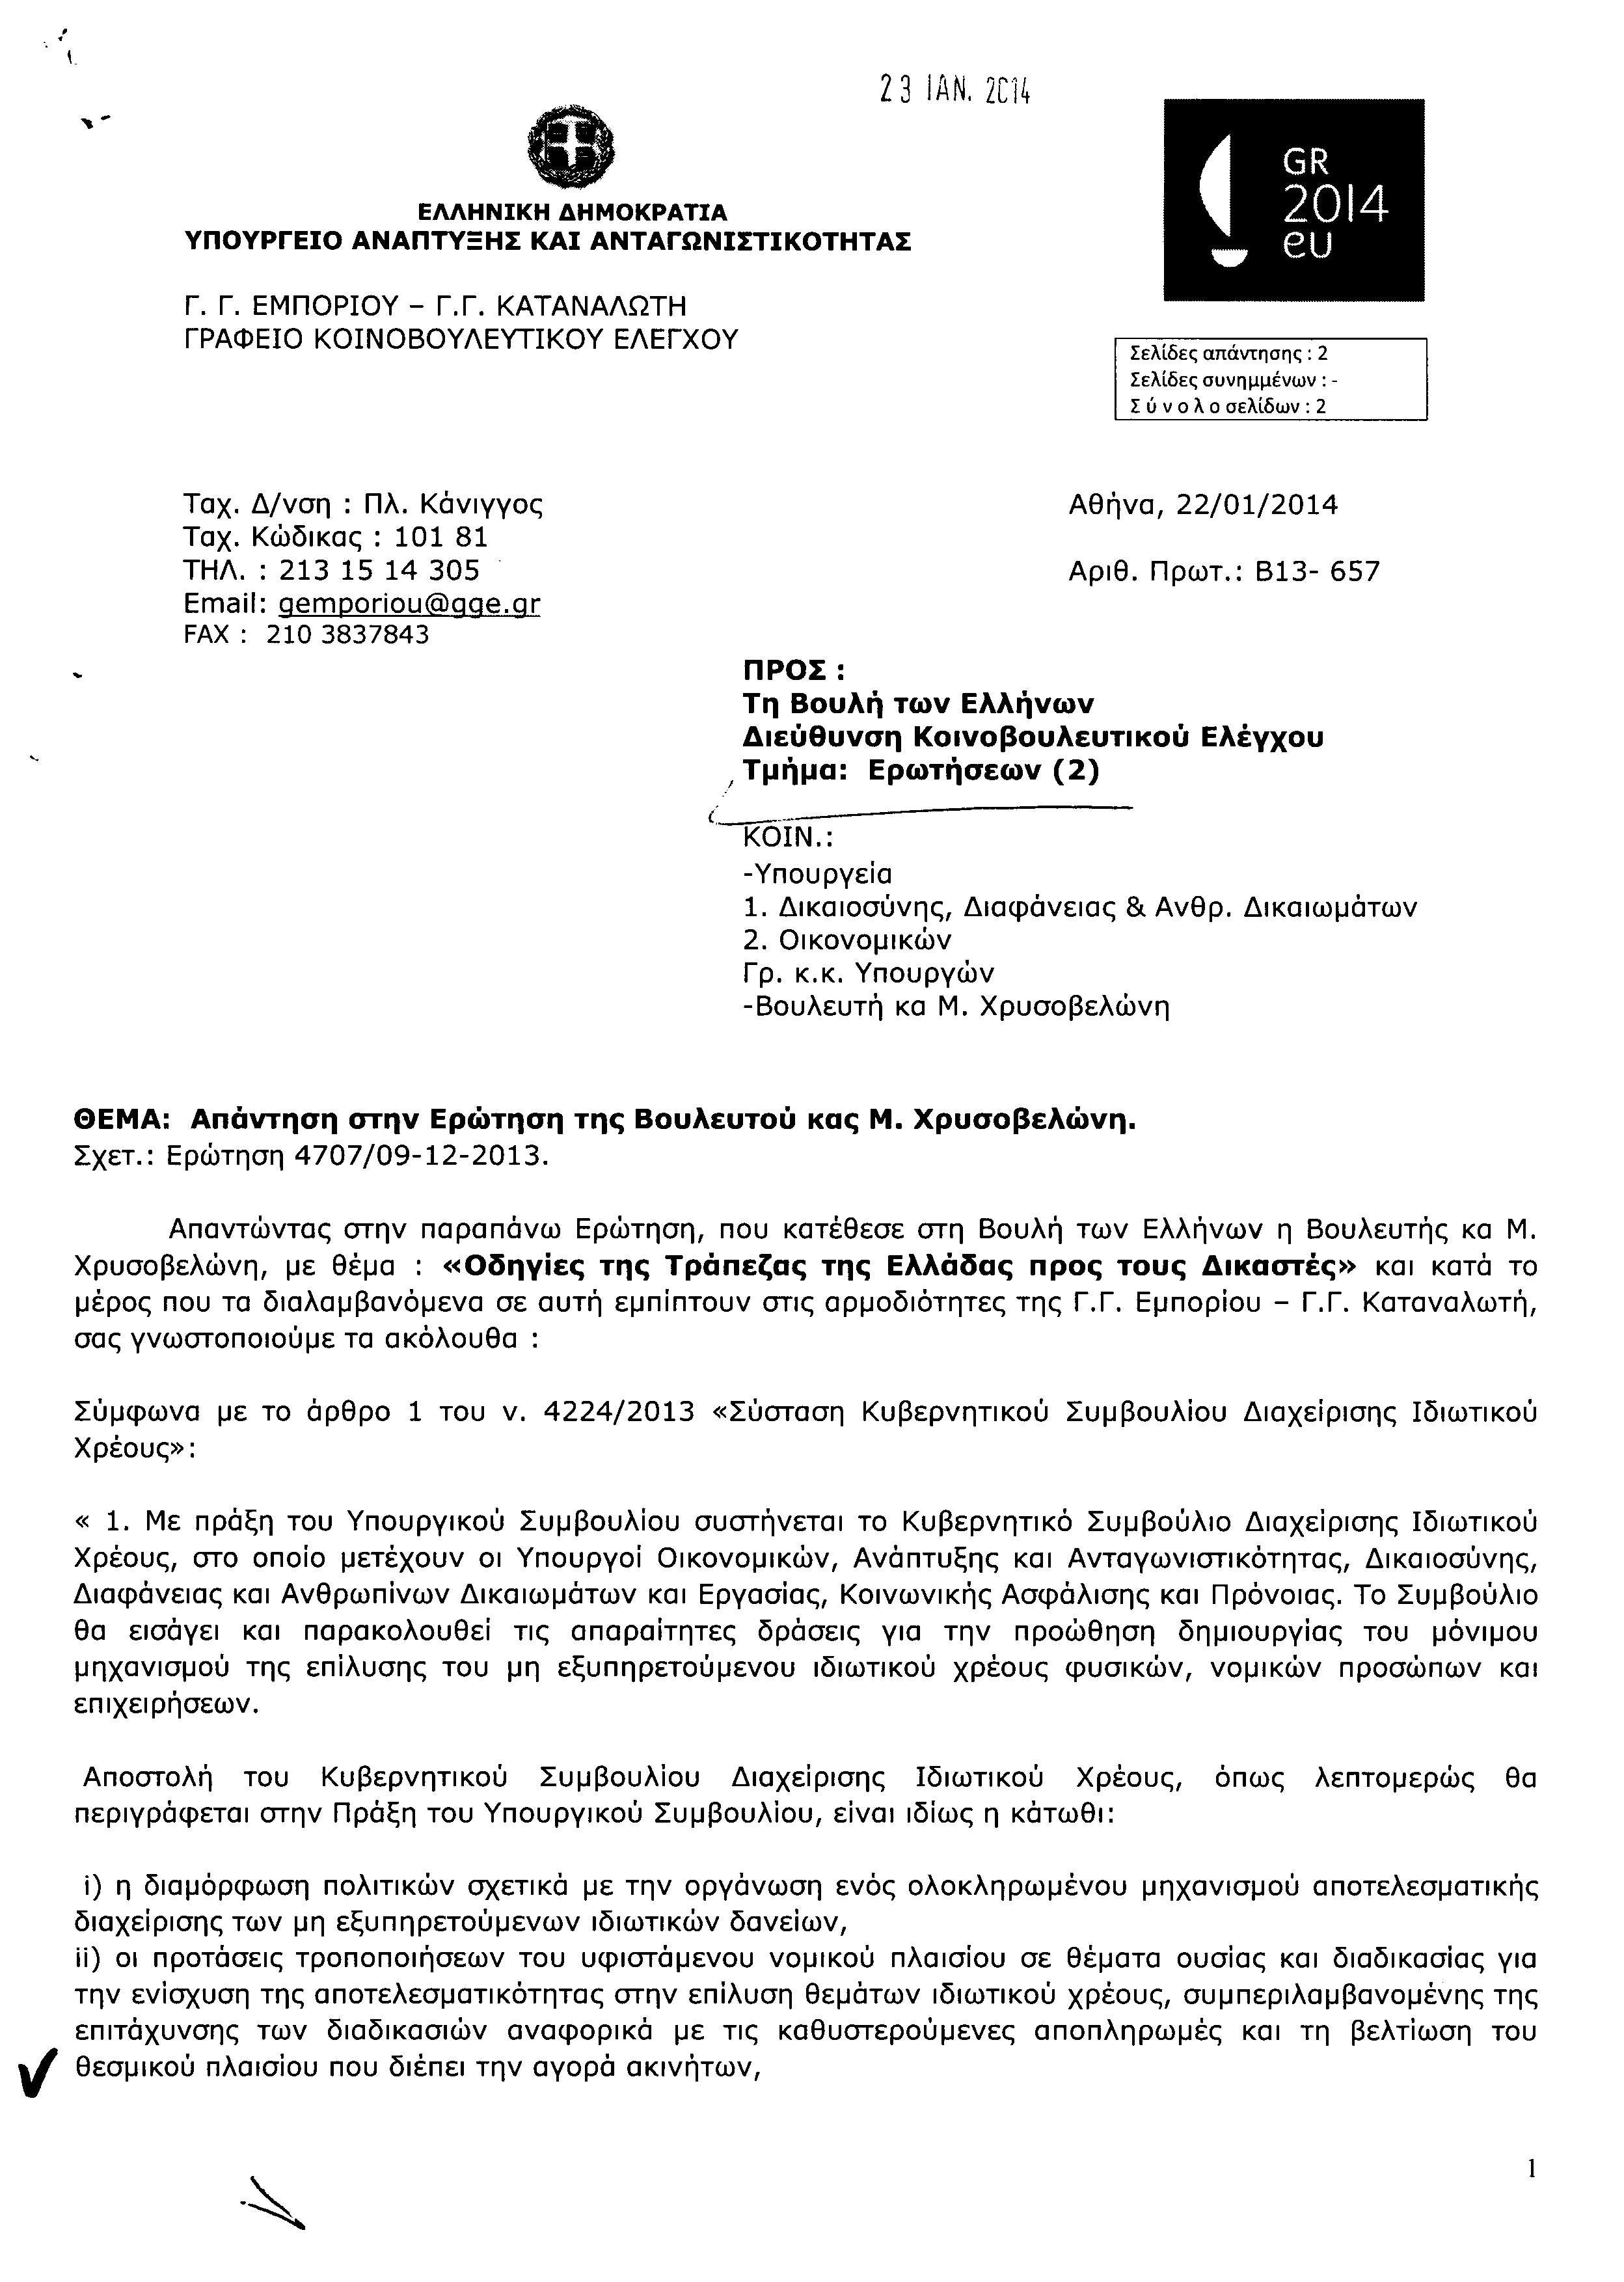 23 ΙΑΝ. 2014
GR
2014
eu
ΕΛΛΗΝΙΚΗ ΔΗΜΟΚΡΑΤΙΑ
ΥΠΟΥΡΓΕΙΟ ΑΝΑΠΤΥΞΗΣ ΚΑΙ ΑΝΤΑΓΩΝΙΣΤΙΚΟΤΗΤΑΣ
Γ. Γ. ΕΜΠΟΡΙΟΥ – Γ.Γ. ΚΑΤΑΝΑΛΩΤΗ
ΓΡΑΦΕΙΟ ΚΟΙΝΟΒΟΥΛΕΥΤΙΚΟΥ ΕΛΕΓΧΟΥ
Σελίδες απάντησης : 2
Σελίδες συνημμένων : -
Σ ύ ν ο λ ο σελίδων : 2
Ταχ. Δ/νση : Πλ. Κάνιγγος
Ταχ. Κώδικας : 101 81
ΤΗΛ. : 213 15 14 305
Email: gemporiou@gge.gr
FAX : 210 3837843
Αθήνα, 22/01/2014
Αριθ. Πρωτ.: Β13- 657
ΠΡΟΣ :
Τη Βουλή των Ελλήνων
Διεύθυνση Κοινοβουλευτικού Ελέγχου
Τμήμα: Ερωτήσεων (2)
ΚΟΙΝ.:
-Υπουργεία
1. Δικαιοσύνης, Διαφάνειας & Ανθρ. Δικαιωμάτων
2. Οικονομικών
Γρ. κ.κ. Υπουργών
-Βουλευτή κα Μ. Χρυσοβελώνη
ΘΕΜΑ: Απάντηση στην Ερώτηση της Βουλευτού κας Μ. Χρυσοβελώνη.
Σχετ.: Ερώτηση 4707/09-12-2013.
Απαντώντας στην παραπάνω Ερώτηση, που κατέθεσε στη Βουλή των Ελλήνων η Βουλευτής κα Μ.
Χρυσοβελώνη, με θέμα : «Οδηγίες της Τράπεζας της Ελλάδας προς τους Δικαστές» και κατά το
μέρος που τα διαλαμβανόμενα σε αυτή εμπίπτουν στις αρμοδιότητες της Γ.Γ. Εμπορίου – Γ.Γ. Καταναλωτή,
σας γνωστοποιούμε τα ακόλουθα :
Σύμφωνα με το άρθρο 1 του ν. 4224/2013 «Σύσταση Κυβερνητικού Συμβουλίου Διαχείρισης Ιδιωτικού
Χρέους»:
« 1. Με πράξη του Υπουργικού Συμβουλίου συστήνεται το Κυβερνητικό Συμβούλιο Διαχείρισης Ιδιωτικού
Χρέους, στο οποίο μετέχουν οι Υπουργοί Οικονομικών, Ανάπτυξης και Ανταγωνιστικότητας, Δικαιοσύνης,
Διαφάνειας και Ανθρωπίνων Δικαιωμάτων και Εργασίας, Κοινωνικής Ασφάλισης και Πρόνοιας. Το Συμβούλιο
θα εισάγει και παρακολουθεί τις απαραίτητες δράσεις για την προώθηση δημιουργίας του μόνιμου
μηχανισμού της επίλυσης του μη εξυπηρετούμενου ιδιωτικού χρέους φυσικών, νομικών προσώπων και
επιχειρήσεων.
Αποστολή του Κυβερνητικού Συμβουλίου Διαχείρισης Ιδιωτικού Χρέους, όπως λεπτομερώς θα
περιγράφεται στην Πράξη του Υπουργικού Συμβουλίου, είναι ιδίως η κάτωθι:
i) η διαμόρφωση πολιτικών σχετικά με την οργάνωση ενός ολοκληρωμένου μηχανισμού αποτελεσματικής
διαχείρισης των μη εξυπηρετούμενων ιδιωτικών δανείων,
ii) οι προτάσεις τροποποιήσεων του υφιστάμενου νομικού πλαισίου σε θέματα ουσίας και διαδικασίας για
την ενίσχυση της αποτελεσματικότητας στην επίλυση θεμάτων ιδιωτικού χρέους, συμπεριλαμβανομένης της
επιτάχυνσης των διαδικασιών αναφορικά με τις καθυστερούμενες αποπληρωμές και τη βελτίωση του
θεσμικού πλαισίου που διέπει την αγορά ακινήτων,
1